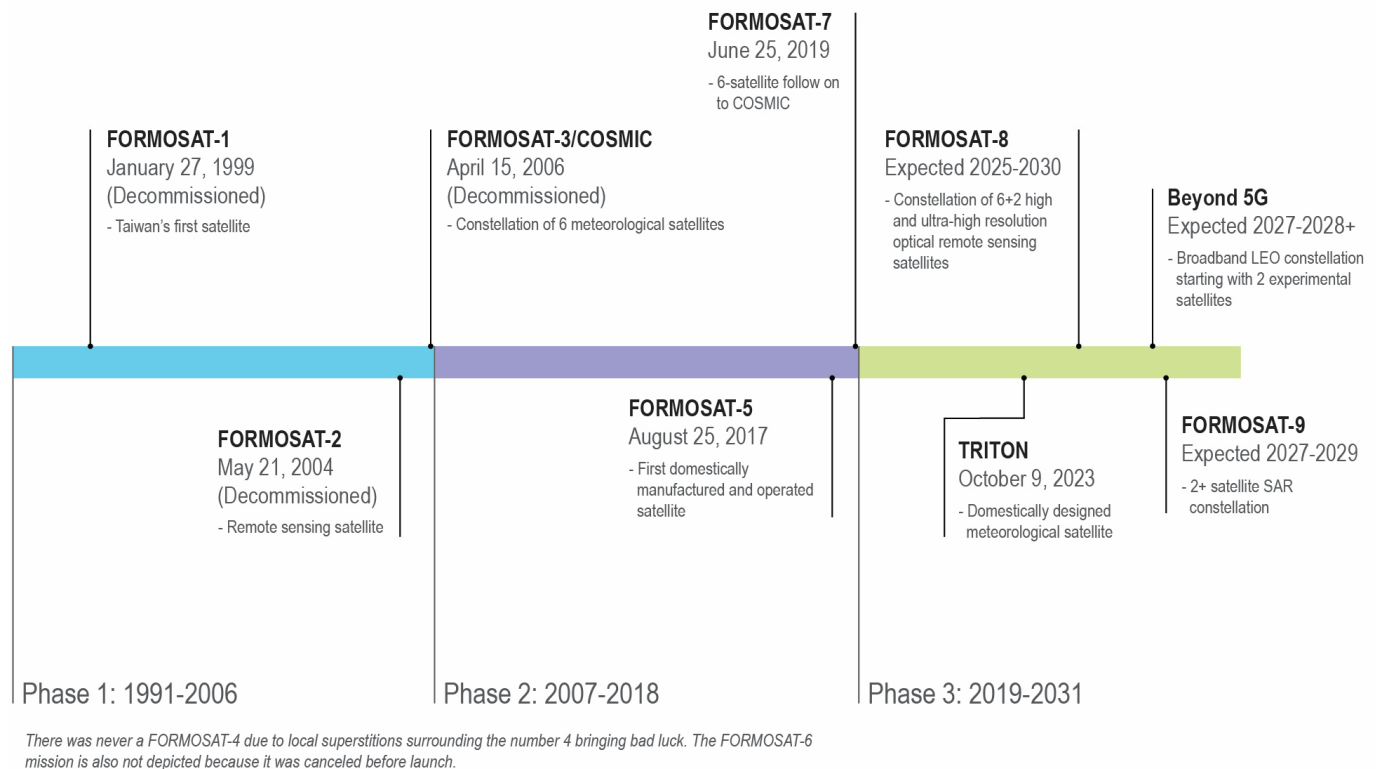 FORMOSAT-7
June 25, 2019
- 6-satellite follow on
to COSMIC
FORMOSAT-1
January 27, 1999
(Decommissioned)
- Taiwan's first satellite
FORMOSAT-3/COSMIC
April 15, 2006
(Decommissioned)
- Constellation of 6 meteorological satellites
FORMOSAT-8
Expected 2025-2030
- Constellation of 6+2 high
and ultra-high resolution
optical remote sensing
satellites
Beyond 5G
Expected 2027-2028+
- Broadband LEO constellation
starting with 2 experimental
satellites
FORMOSAT-2
May 21, 2004
(Decommissioned)
- Remote sensing satellite
FORMOSAT-5
August 25, 2017
- First domestically
manufactured and operated
satellite
TRITON
October 9, 2023
- Domestically designed
meteorological satellite
FORMOSAT-9
Expected 2027-2029
- 2+ satellite SAR
constellation
Phase 1: 1991-2006
Phase 2: 2007-2018
Phase 3: 2019-2031
There was never a FORMOSAT-4 due to local superstitions surrounding the number 4 bringing bad luck. The FORMOSAT-6
mission is also not depicted because it was canceled before launch.